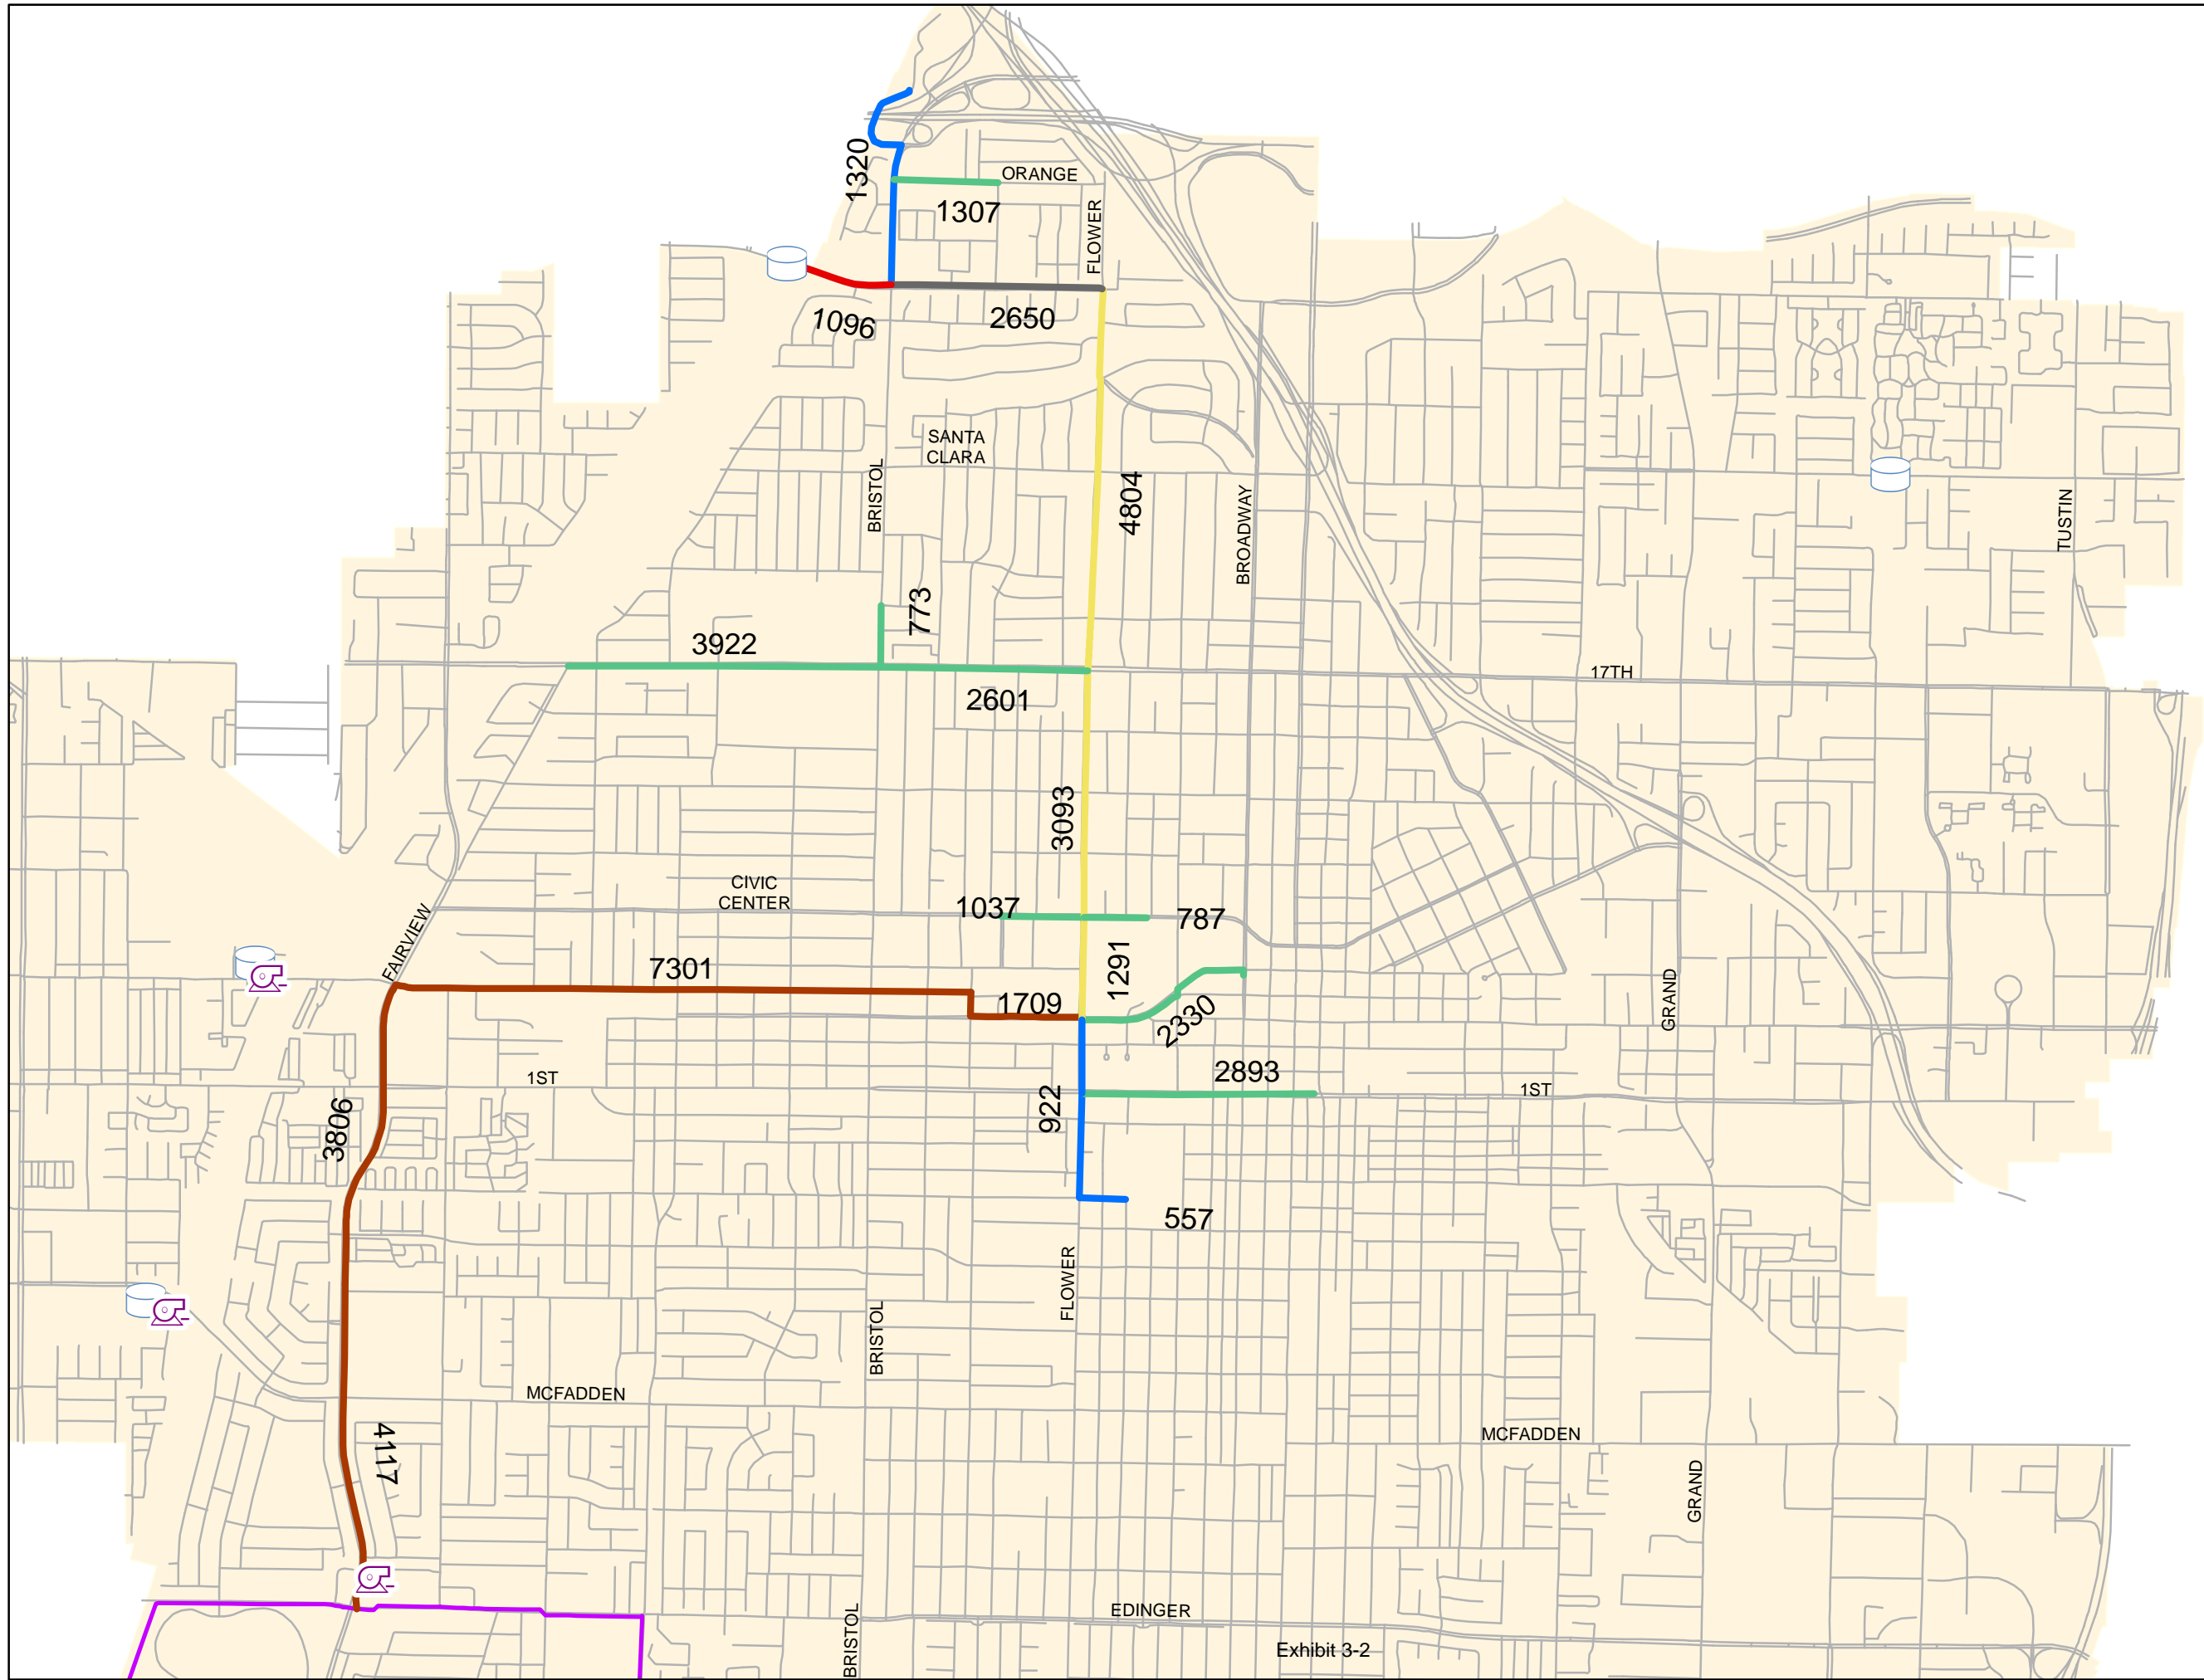 1320
ORANGE
1307
FLOWER
1096
2650
SANTA
CLARA
BRISTOL
4804
BROADWAY
TUSTIN
773
3922
17TH
2601
3093
CIVIC
CENTER
1037
787
FAIRVIEW
7301
1291
1709
2330
GRAND
1ST
2893
1ST
922
3806
557
FLOWER
BRISTOL
MCFADDEN
MCFADDEN
4117
GRAND
EDINGER
BRISTOL
Exhibit 3-2